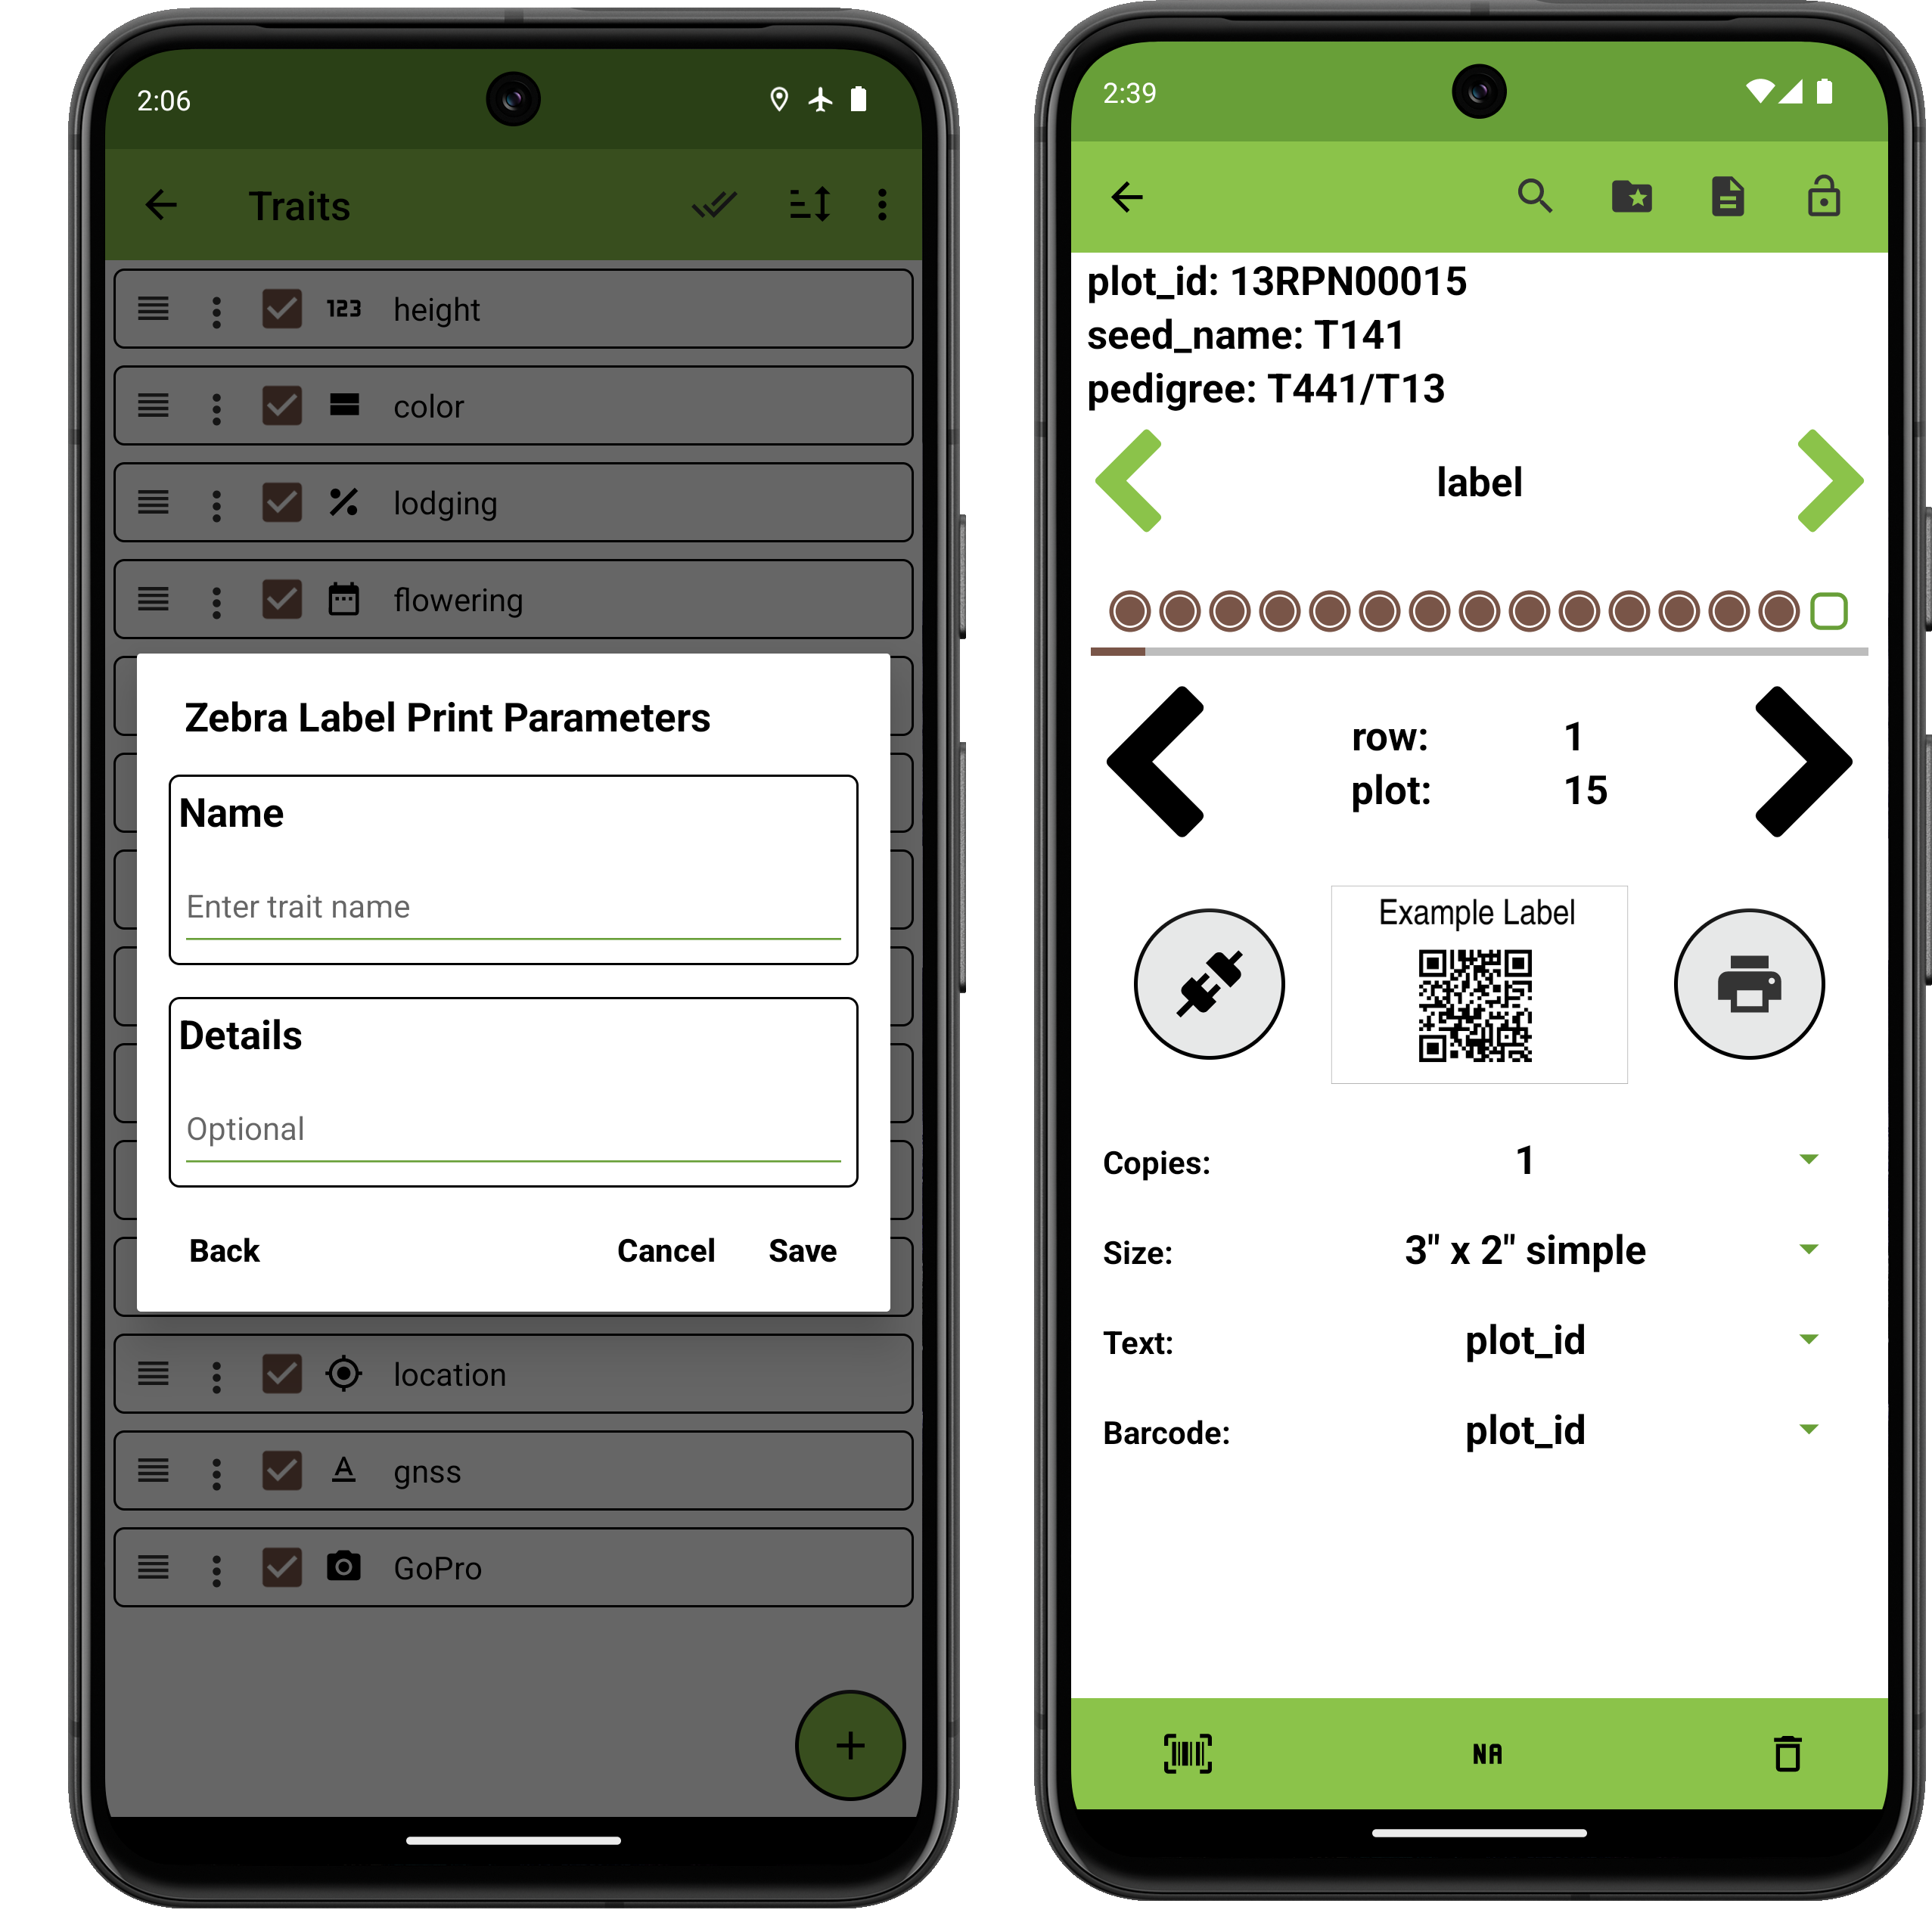 2:06
Traits
123 height
color
lodging
flowering
Zebra Label Print Parameters
Name
Enter trait name
Details
Optional
Back Cancel Save
location
A gnss
GoPro
+
2:39
plot_id: 13RPN00015
seed_name: T141
pedigree: T441/T13
label
row: 1
plot: 15
Example Label
Copies: 1
Size: 3" x 2" simple
Text: plot_id
Barcode: plot_id
NA